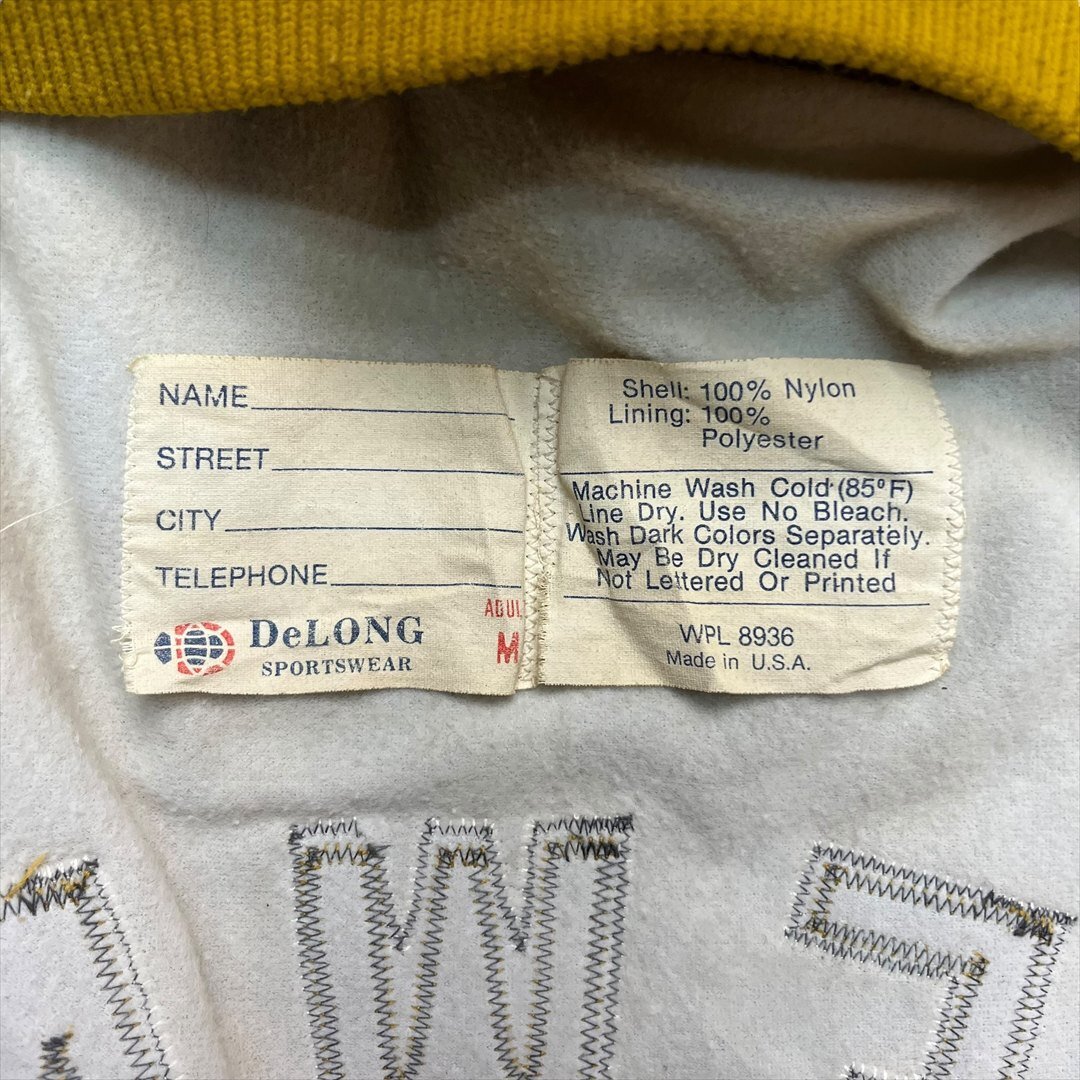 NAME
STREET
CITY
TELEPHONE
DeLONG
SPORTSWEAR
M
Shell: 100% Nylon
Lining: 100%
Polyester
Machine Wash Cold (85°F)
Line Dry. Use No Bleach.
Wash Dark Colors Separately.
May Be Dry Cleaned If
Not Lettered Or Printed
WPL 8936
Made in U.S.A.